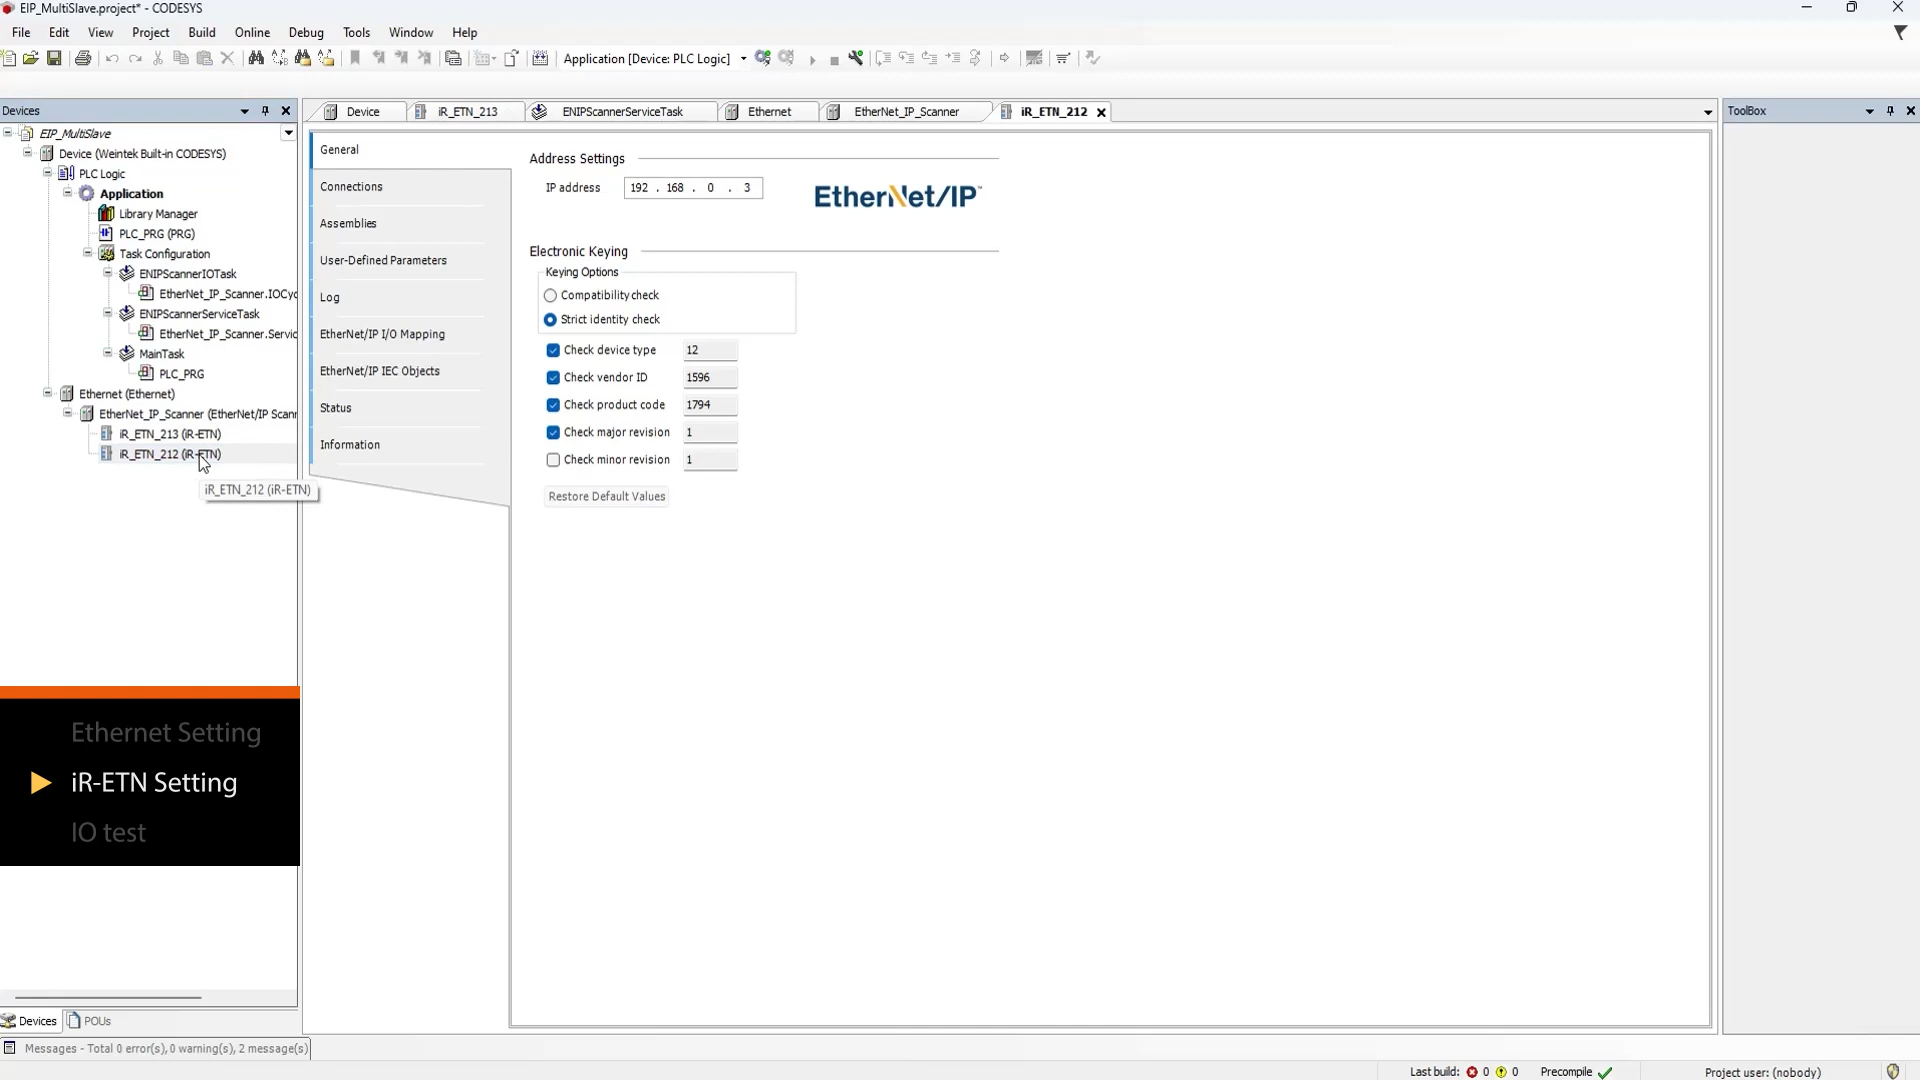 EIP_MultiSlave.project* - CODESYS
File Edit View Project Build Online Debug Tools Window Help
Application [Device: PLC Logic]
Devices
EIP_MultiSlave
Device (Weintek Built-in CODESYS)
PLC Logic
Application
Library Manager
PLC_PRG (PRG)
Task Configuration
ENIPScannerIOTask
EtherNet_IP_Scanner.IOCyc
ENIPScannerServiceTask
EtherNet_IP_Scanner.Servic
MainTask
PLC_PRG
Ethernet (Ethernet)
EtherNet_IP_Scanner (EtherNet/IP Scann
iR_ETN_213 (iR-ETN)
iR_ETN_212 (iR-ETN)
iR_ETN_212 (iR-ETN)
Ethernet Setting
iR-ETN Setting
IO test
Devices POUs
Device iR_ETN_213 ENIPScannerServiceTask Ethernet EtherNet_IP_Scanner iR_ETN_212
General
Connections
Assemblies
User-Defined Parameters
Log
EtherNet/IP I/O Mapping
EtherNet/IP IEC Objects
Status
Information
Address Settings
IP address 192 . 168 . 0 . 3
EtherNet/IP™
Electronic Keying
Keying Options
Compatibility check
Strict identity check
Check device type 12
Check vendor ID 1596
Check product code 1794
Check major revision 1
Check minor revision 1
Restore Default Values
ToolBox
Messages - Total 0 error(s), 0 warning(s), 2 message(s)
Last build: 0 0 Precompile Project user: (nobody)